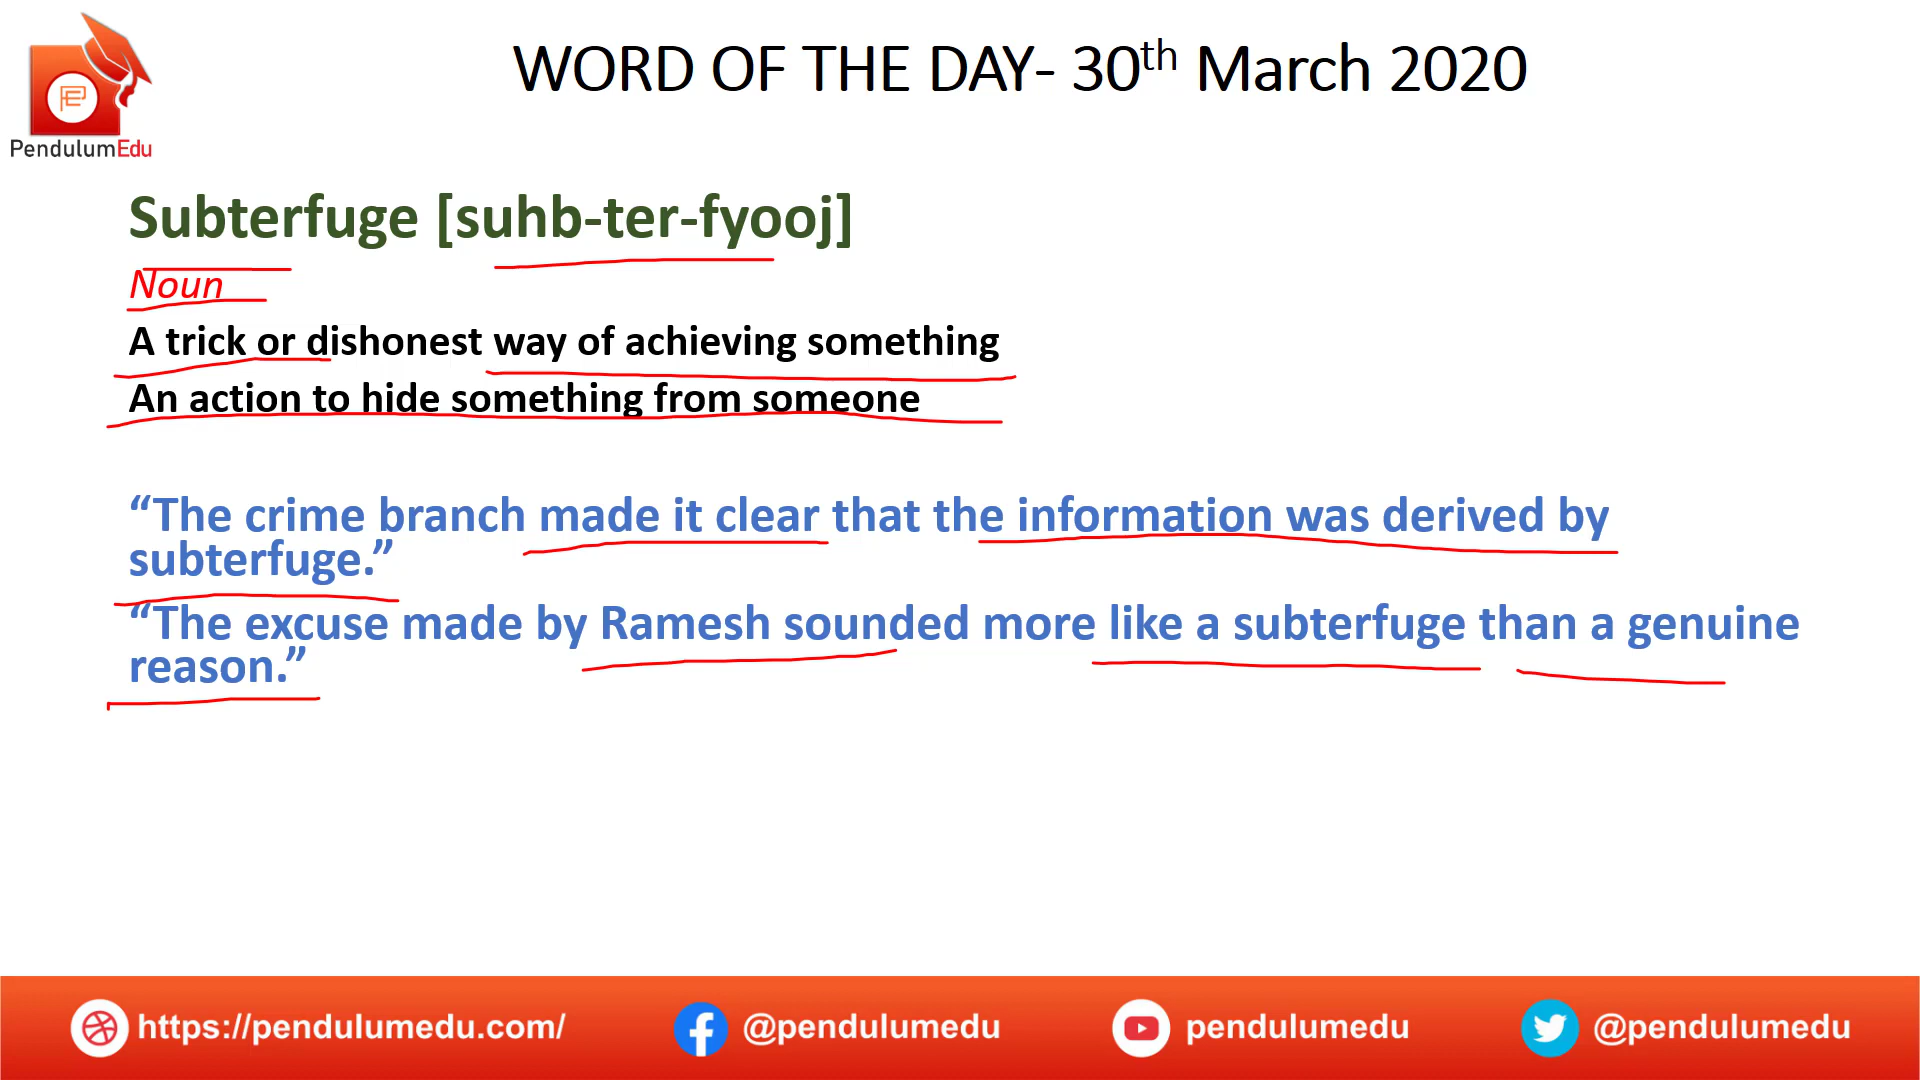 WORD OF THE DAY- 30th March 2020
PendulumEdu
Subterfuge [suhb-ter-fyooj]
Noun
A trick or dishonest way of achieving something
An action to hide something from someone
“The crime branch made it clear that the information was derived by
subterfuge.”
“The excuse made by Ramesh sounded more like a subterfuge than a genuine
reason.”
https://pendulumedu.com/ @pendulumedu pendulumedu @pendulumedu